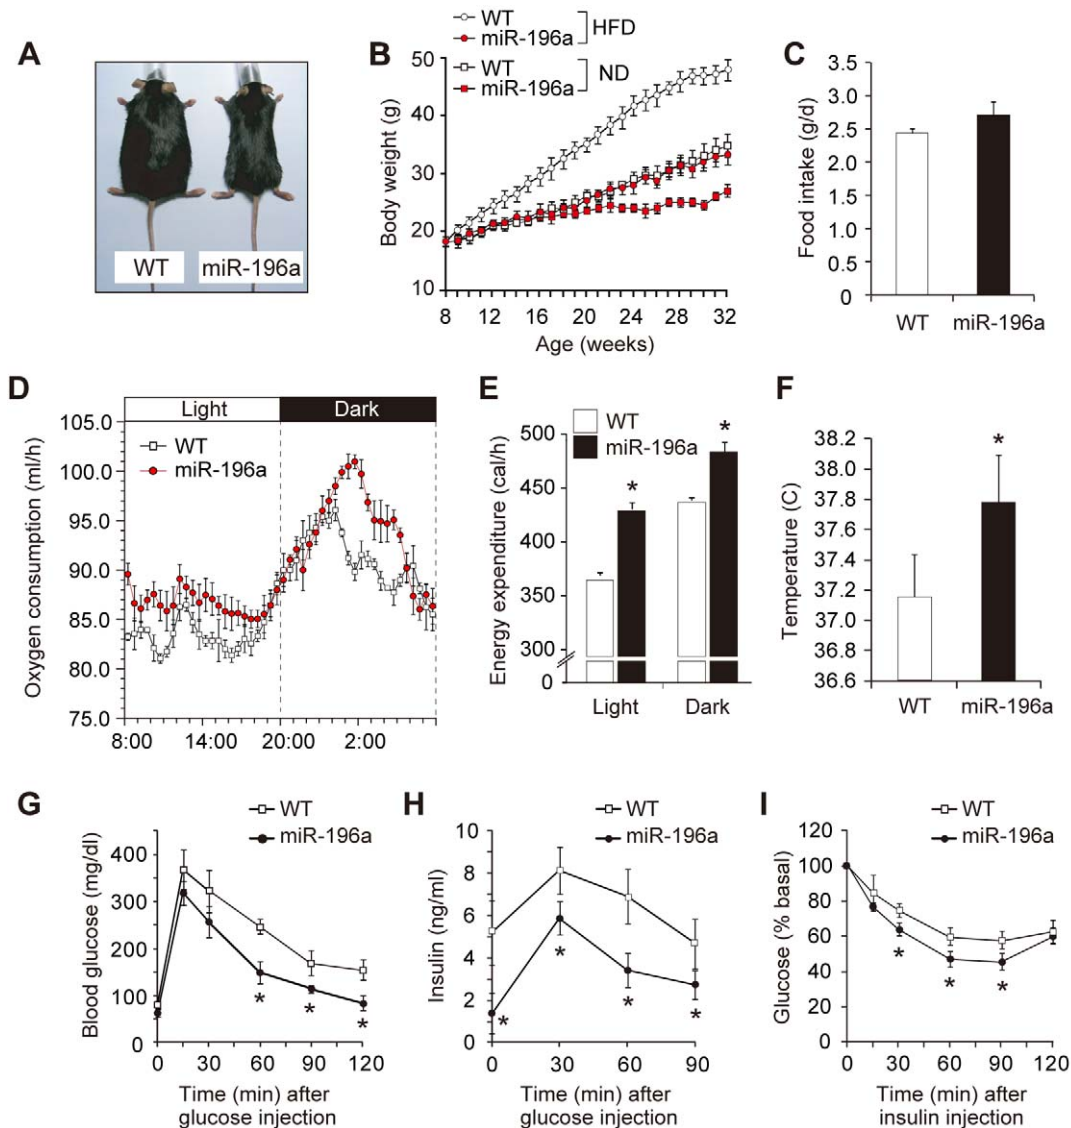 A
WT
miR-196a
B
WT
miR-196a
HFD
WT
miR-196a
ND
Body weight (g)
50
40
30
20
10
8
12
16
20
24
28
32
Age (weeks)
C
Food intake (g/d)
3.5
3.0
2.5
2.0
1.5
1.0
0.5
0
WT
miR-196a
D
Light
Dark
WT
miR-196a
Oxygen consumption (ml/h)
105.0
100.0
95.0
90.0
85.0
80.0
75.0
8:00
14:00
20:00
2:00
E
WT
miR-196a
Energy expenditure (cal/h)
500
450
400
350
300
0
*
*
Light
Dark
F
Temperature (C)
38.2
38.0
37.8
37.6
37.4
37.2
37.0
36.8
36.6
*
WT
miR-196a
G
WT
miR-196a
Blood glucose (mg/dl)
400
300
200
100
0
*
*
*
0
30
60
90
120
Time (min) after
glucose injection
H
WT
miR-196a
Insulin (ng/ml)
10
8
6
4
2
0
*
*
*
*
0
30
60
90
Time (min) after
glucose injection
I
WT
miR-196a
Glucose (% basal)
120
100
80
60
40
20
0
*
*
*
0
30
60
90
120
Time (min) after
insulin injection